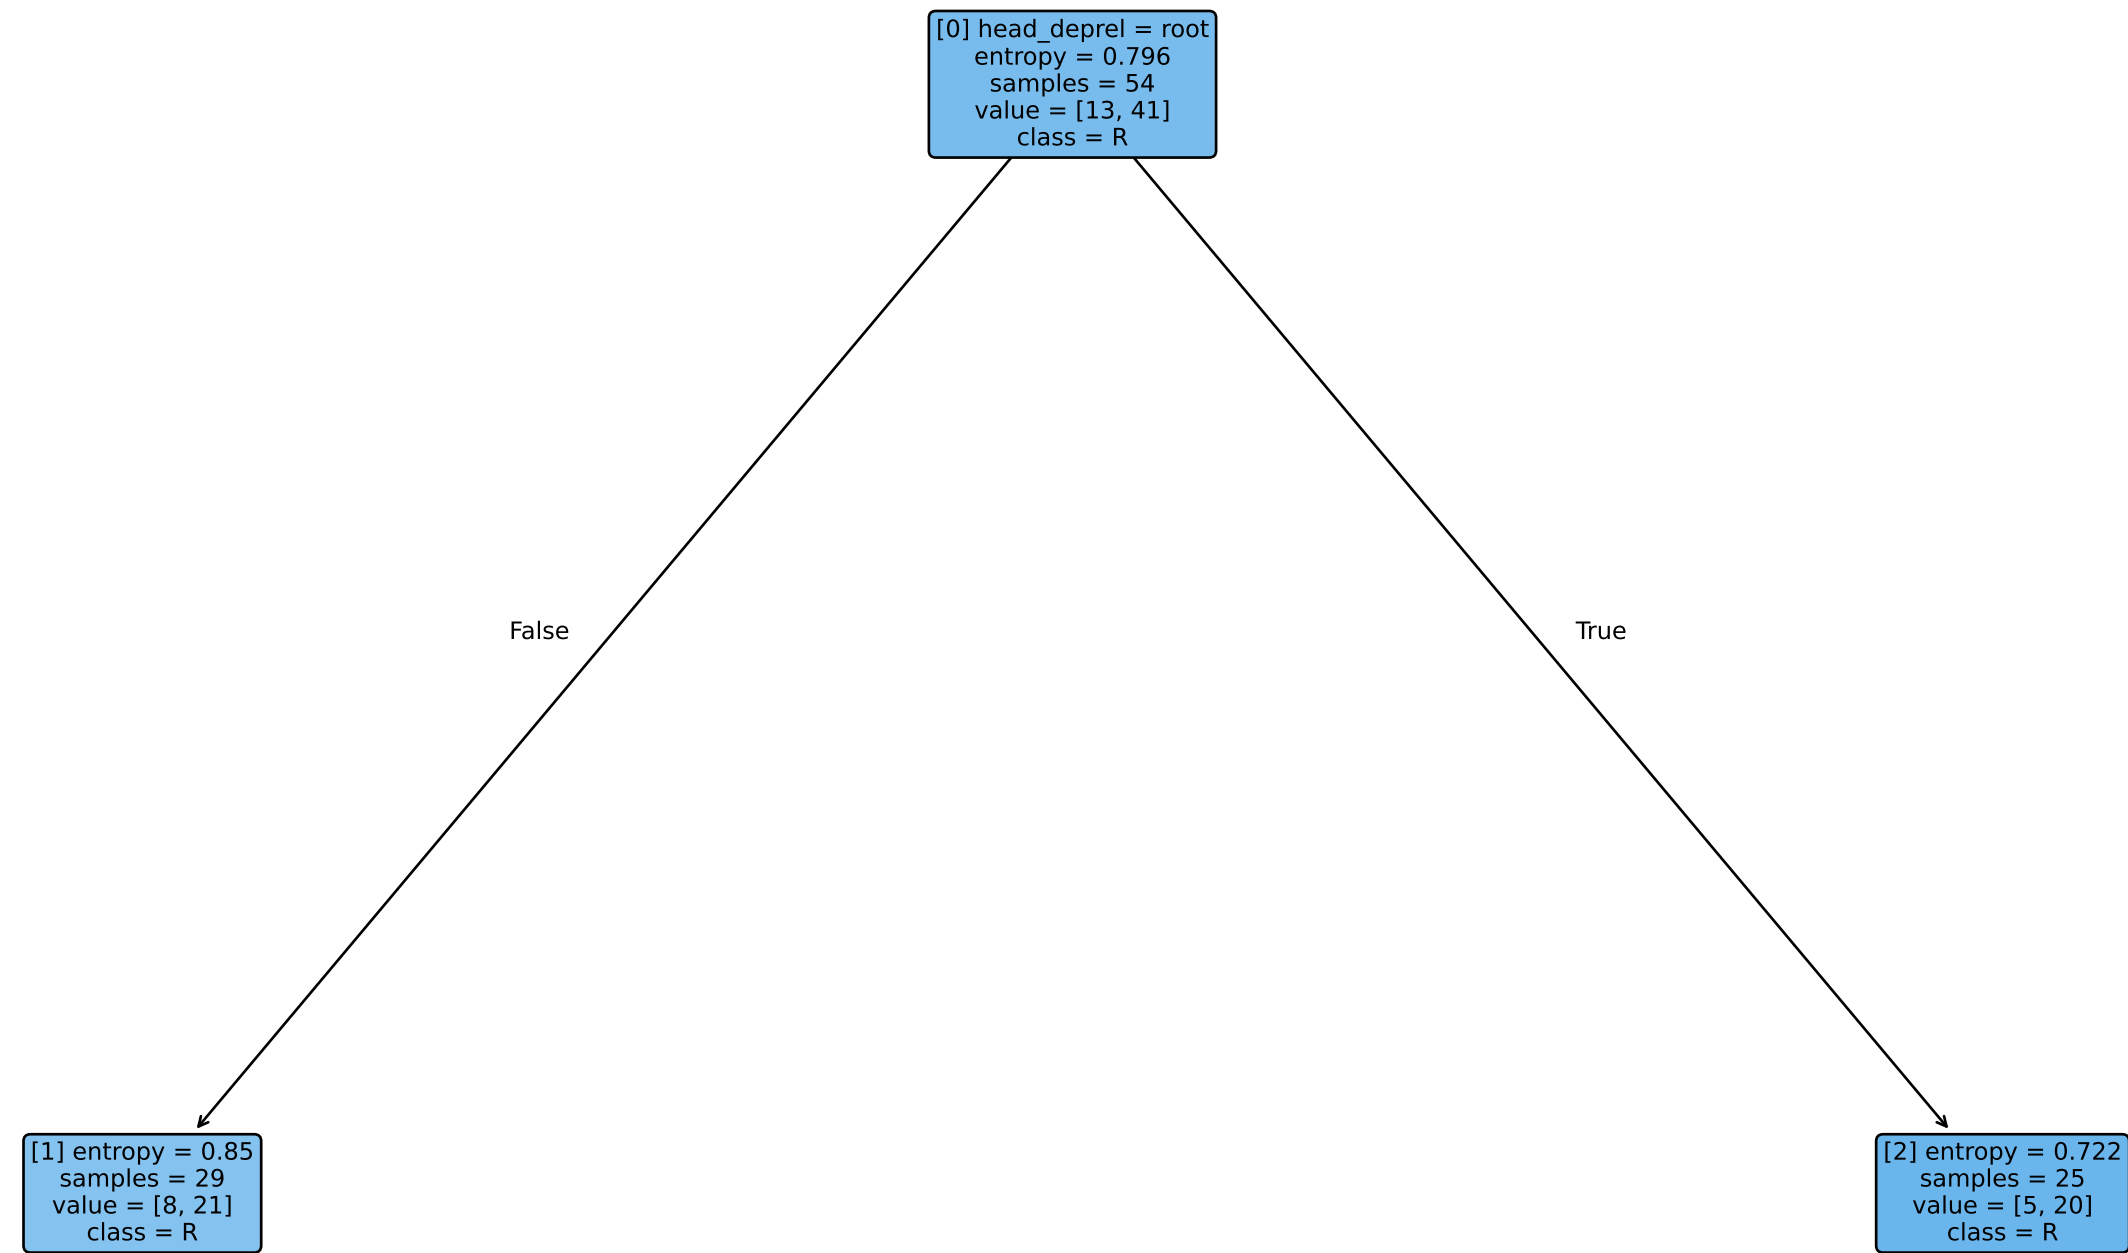 [0] head_deprel = root
entropy = 0.796
samples = 54
value = [13, 41]
class = R
False
True
[1] entropy = 0.85
samples = 29
value = [8, 21]
class = R
[2] entropy = 0.722
samples = 25
value = [5, 20]
class = R